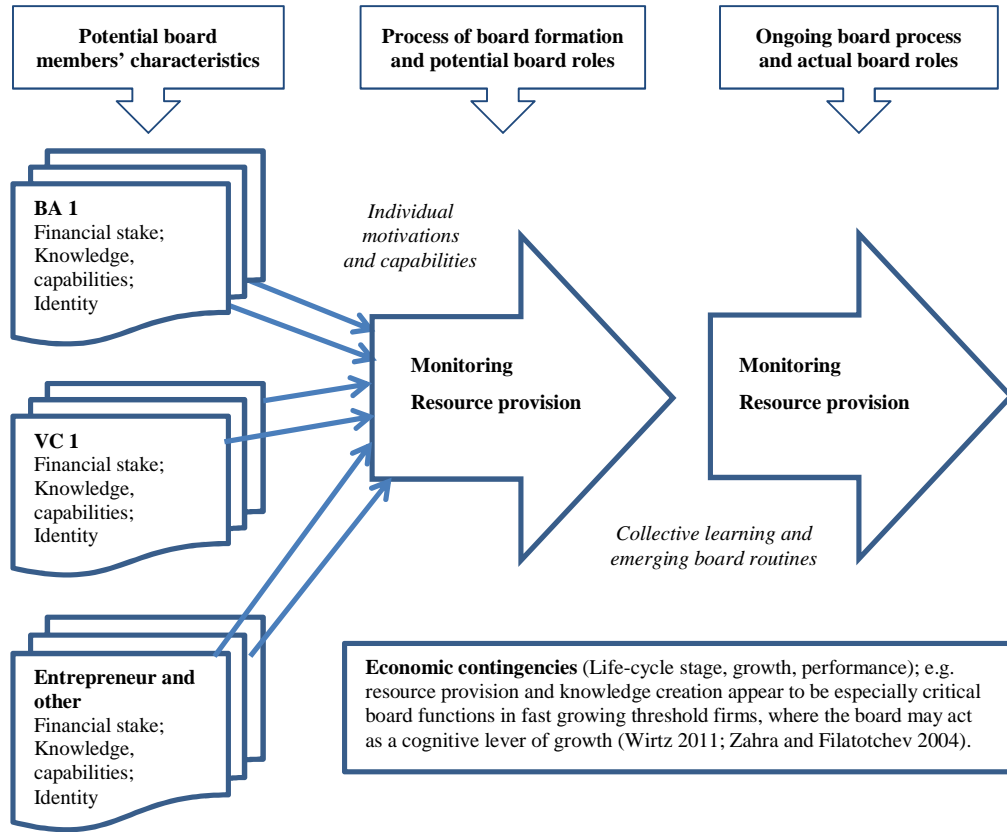 Potential board
members’ characteristics
Process of board formation
and potential board roles
Ongoing board process
and actual board roles
BA 1
Financial stake;
Knowledge,
capabilities;
Identity
Individual
motivations
and capabilities
Monitoring
Resource provision
Monitoring
Resource provision
VC 1
Financial stake;
Knowledge,
capabilities;
Identity
Collective learning and
emerging board routines
Entrepreneur and
other
Financial stake;
Knowledge,
capabilities;
Identity
Economic contingencies (Life-cycle stage, growth, performance); e.g.
resource provision and knowledge creation appear to be especially critical
board functions in fast growing threshold firms, where the board may act
as a cognitive lever of growth (Wirtz 2011; Zahra and Filatotchev 2004).